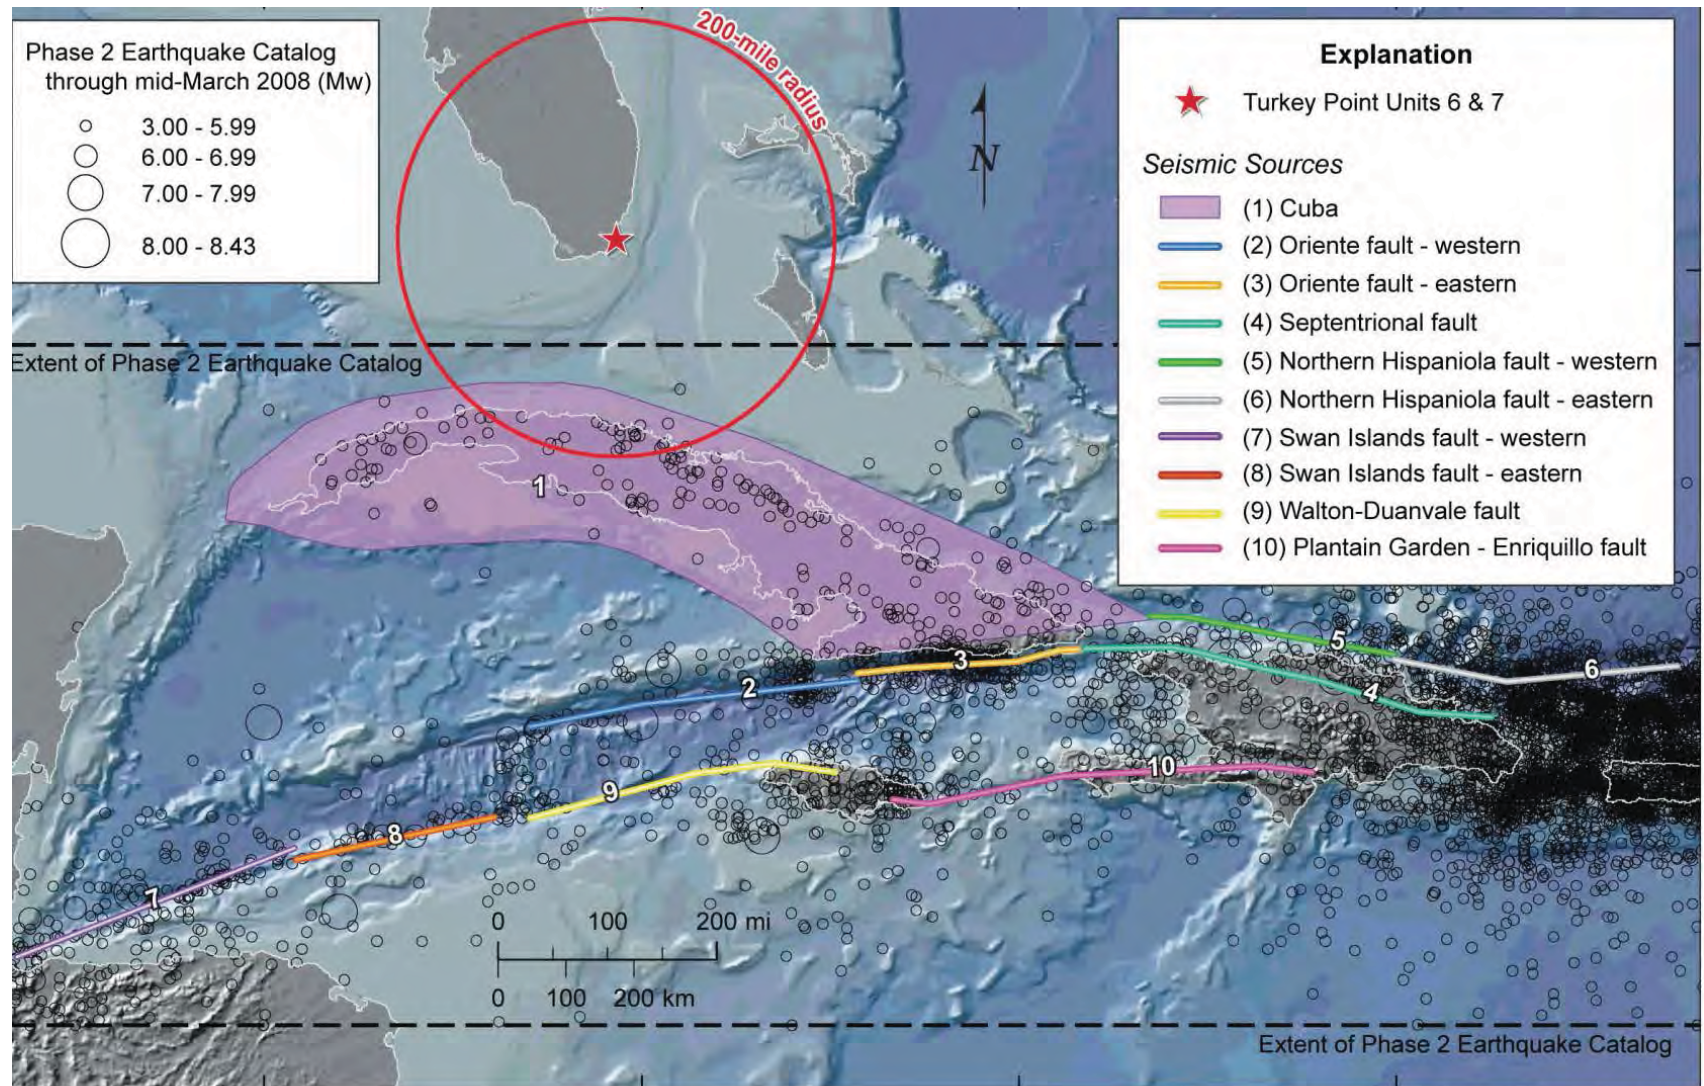 Phase 2 Earthquake Catalog
through mid-March 2008 (Mw)
3.00 - 5.99
6.00 - 6.99
7.00 - 7.99
8.00 - 8.43
200-mile radius
N
Explanation
Turkey Point Units 6 & 7
Seismic Sources
(1) Cuba
(2) Oriente fault - western
(3) Oriente fault - eastern
(4) Septentrional fault
(5) Northern Hispaniola fault - western
(6) Northern Hispaniola fault - eastern
(7) Swan Islands fault - western
(8) Swan Islands fault - eastern
(9) Walton-Duanvale fault
(10) Plantain Garden - Enriquillo fault
Extent of Phase 2 Earthquake Catalog
1
5
3
6
2
4
10
9
8
7
0 100 200 mi
0 100 200 km
Extent of Phase 2 Earthquake Catalog